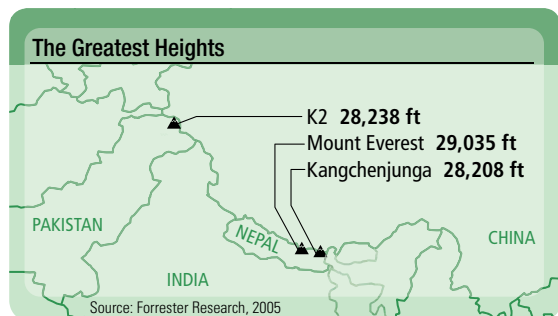 The Greatest Heights
K2 28,238 ft
Mount Everest 29,035 ft
Kangchenjunga 28,208 ft
PAKISTAN
NEPAL
CHINA
INDIA
Source: Forrester Research, 2005